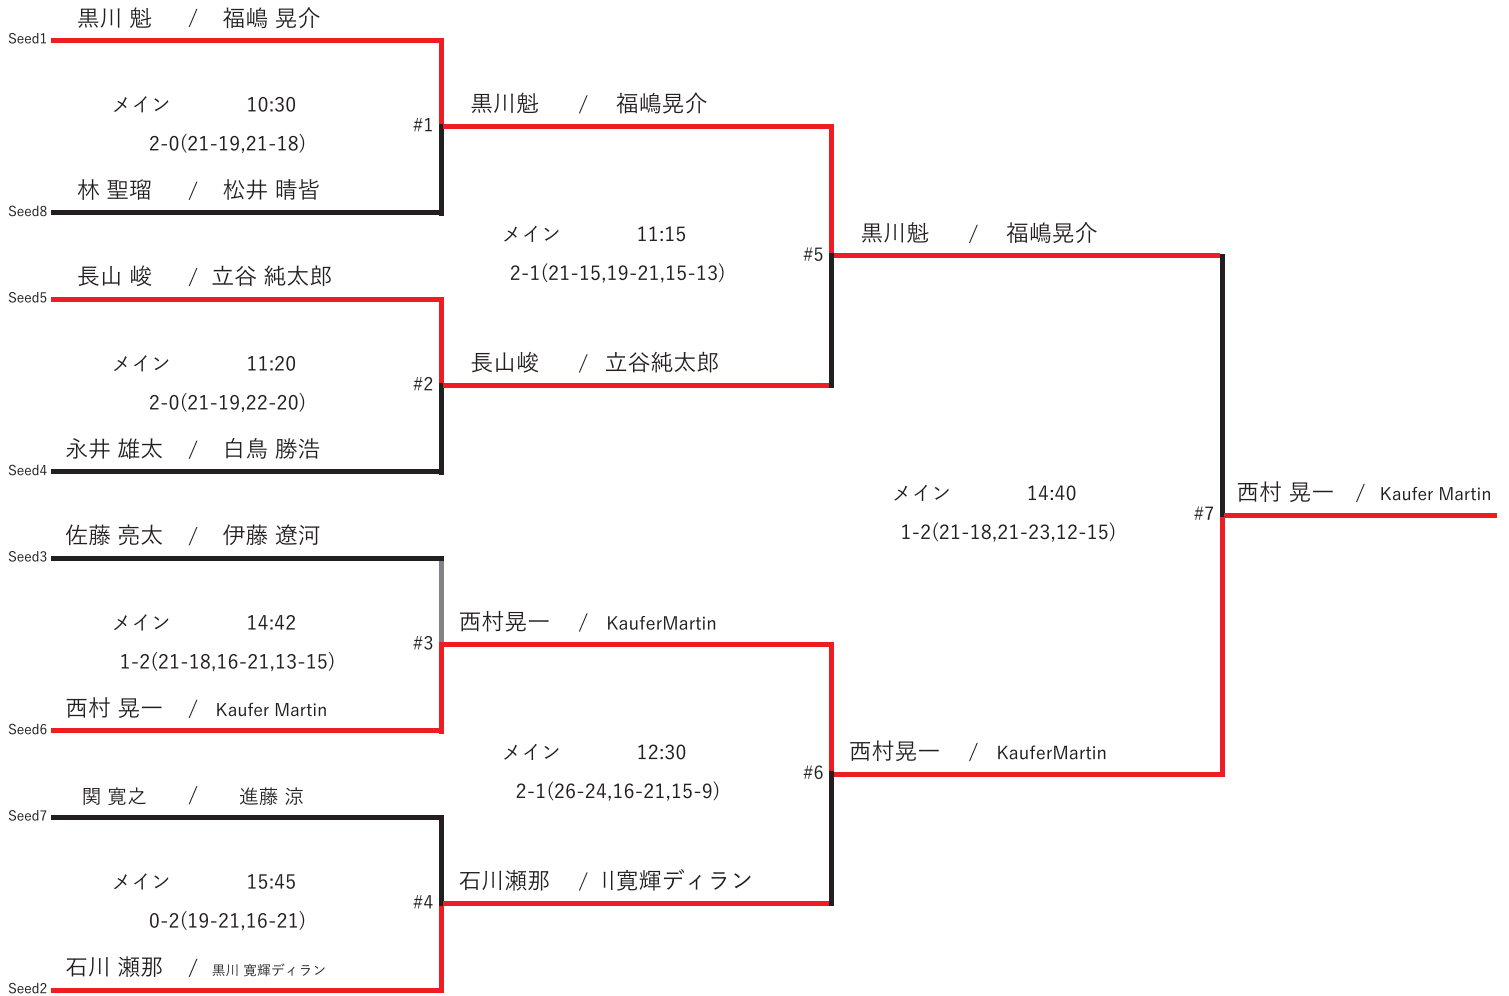 黒川 魁 / 福嶋 晃介
Seed1
メイン 10:30
#1
2-0(21-19,21-18)
林 聖瑠 / 松井 晴皆
Seed8
長山 峻 / 立谷 純太郎
Seed5
メイン 11:20
#2
2-0(21-19,22-20)
永井 雄太 / 白鳥 勝浩
Seed4
佐藤 亮太 / 伊藤 遼河
Seed3
メイン 14:42
#3
1-2(21-18,16-21,13-15)
西村 晃一 / Kaufer Martin
Seed6
関 寛之 / 進藤 涼
Seed7
メイン 15:45
#4
0-2(19-21,16-21)
石川 瀬那 / 黒川 寛輝ディラン
Seed2
黒川魁 / 福嶋晃介
メイン 11:15
#5
2-1(21-15,19-21,15-13)
長山峻 / 立谷純太郎
西村晃一 / KauferMartin
メイン 12:30
#6
2-1(26-24,16-21,15-9)
石川瀬那 / 寛輝ディラン
黒川魁 / 福嶋晃介
メイン 14:40
#7
1-2(21-18,21-23,12-15)
西村晃一 / KauferMartin
西村 晃一 / Kaufer Martin